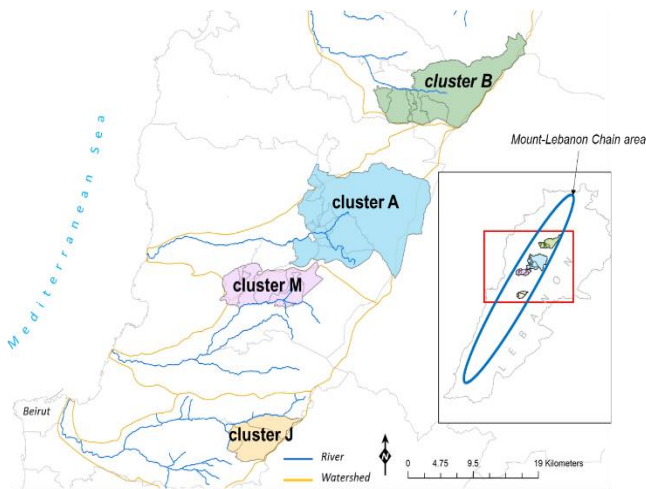 cluster B
Mount-Lebanon Chain area
Mediterranean Sea
cluster A
LEBANON
cluster M
Beirut
cluster J
River
Watershed
0 4.75 9.5 19 Kilometers